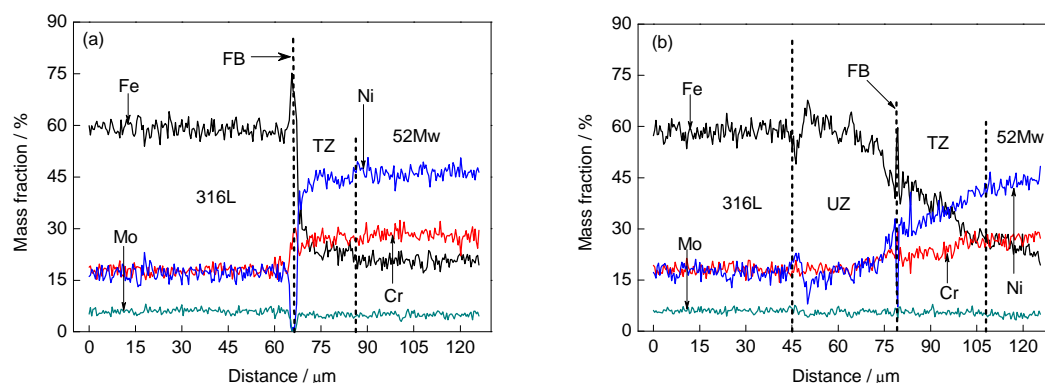 (a)
90
75
60
45
30
15
0
Mass fraction / %
Fe
FB
Ni
TZ
52Mw
316L
Mo
Cr
0 15 30 45 60 75 90 105 120
Distance / μm
(b)
90
75
60
45
30
15
0
Mass fraction / %
Fe
FB
TZ
52Mw
316L
UZ
Mo
Cr
Ni
0 15 30 45 60 75 90 105 120
Distance / μm